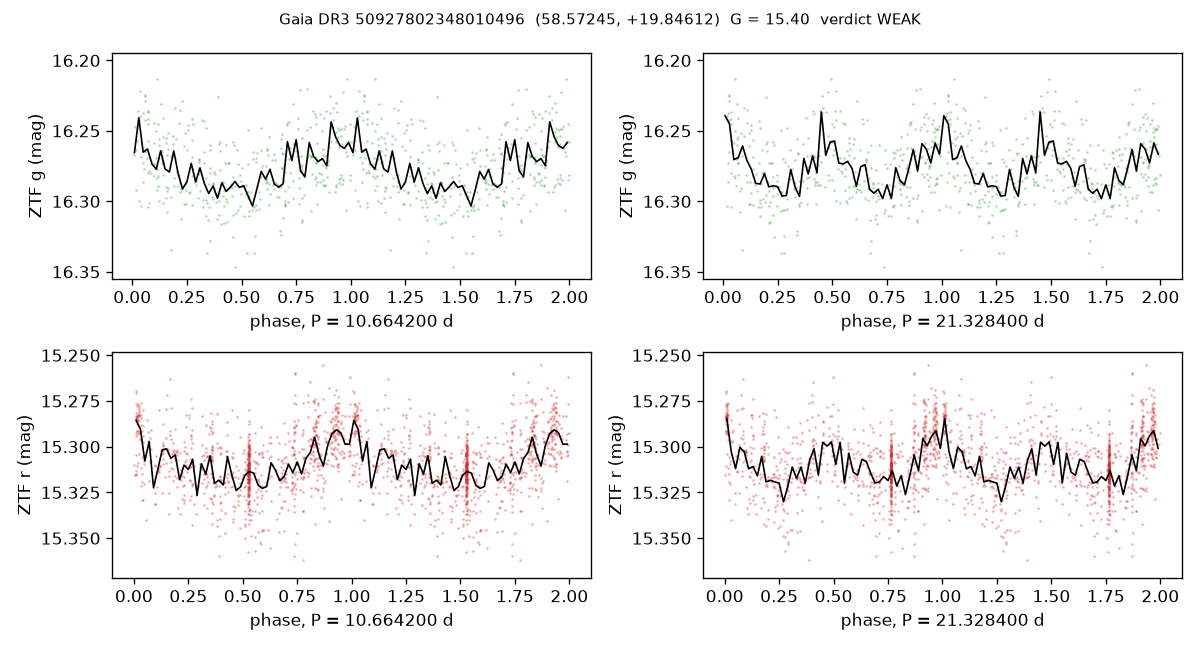 Gaia DR3 50927802348010496 (58.57245, +19.84612) G = 15.40 verdict WEAK
ZTF g (mag)
16.20
16.25
16.30
16.35
0.00 0.25 0.50 0.75 1.00 1.25 1.50 1.75 2.00
phase, P = 10.664200 d
ZTF g (mag)
16.20
16.25
16.30
16.35
0.00 0.25 0.50 0.75 1.00 1.25 1.50 1.75 2.00
phase, P = 21.328400 d
ZTF r (mag)
15.250
15.275
15.300
15.325
15.350
0.00 0.25 0.50 0.75 1.00 1.25 1.50 1.75 2.00
phase, P = 10.664200 d
ZTF r (mag)
15.250
15.275
15.300
15.325
15.350
0.00 0.25 0.50 0.75 1.00 1.25 1.50 1.75 2.00
phase, P = 21.328400 d